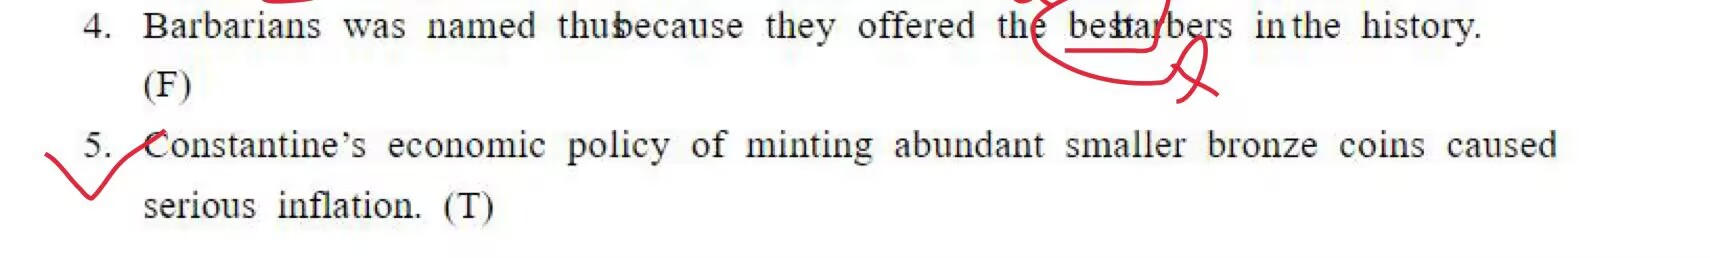 4. Barbarians was named thus because they offered the best barbers in the history.
(F)
5. Constantine's economic policy of minting abundant smaller bronze coins caused
serious inflation. (T)